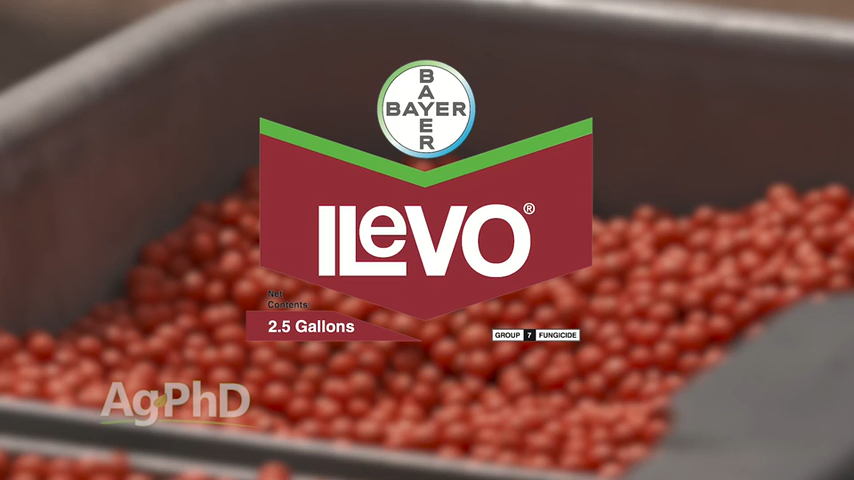 BAYER
BAYER
ILeVO®
Net
Contents
2.5 Gallons
GROUP 7 FUNGICIDE
AgPhD